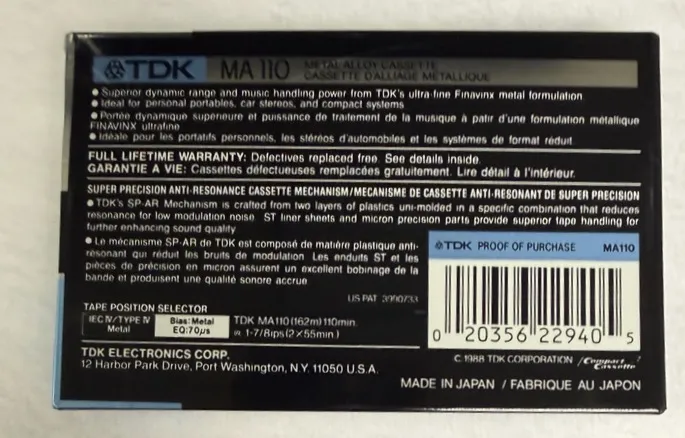 TDK MA 110 METAL ALLOY CASSETTE
CASSETTE D'ALLIAGE METALLIQUE
● Superior dynamic range and music handling power from TDK's ultra-fine Finavinx metal formulation
● Ideal for personal portables, car stereos, and compact systems
● Portée dynamique supérieure et puissance de traitement de la musique à patir d'une formulation métallique
FINAVINX ultrafine
● Idéale pour les portatifs personnels, les stéréos d'automobiles et les systèmes de format réduit
FULL LIFETIME WARRANTY: Defectives replaced free. See details inside.
GARANTIE A VIE: Cassettes défectueuses remplacées gratuitement. Lire détail à l'intérieur.
SUPER PRECISION ANTI-RESONANCE CASSETTE MECHANISM/MECANISME DE CASSETTE ANTI-RESONANT DE SUPER PRECISION
● TDK's SP-AR Mechanism is crafted from two layers of plastics uni-molded in a specific combination that reduces
resonance for low modulation noise. ST liner sheets and micron precision parts provide superior tape handling for
further enhancing sound quality
● Le mécanisme SP-AR de TDK est composé de matière plastique anti-
résonant qui réduit les bruits de modulation Les enduits ST et les
pièces de précision en micron assurent un excellent bobinage de la
bande et produisent une qualité sonore accrue
US PAT 3990733
TDK PROOF OF PURCHASE MA110
0 20356 22940 5
TAPE POSITION SELECTOR
IEC IV/TYPE IV
Metal
Bias: Metal
EQ:70μs
TDK MA110(162m)110min.
1-7/8ips(2×55min.)
TDK ELECTRONICS CORP.
12 Harbor Park Drive, Port Washington, N.Y. 11050 U.S.A.
C.1988 TDK CORPORATION / Compact
Cassette
MADE IN JAPAN / FABRIQUE AU JAPON